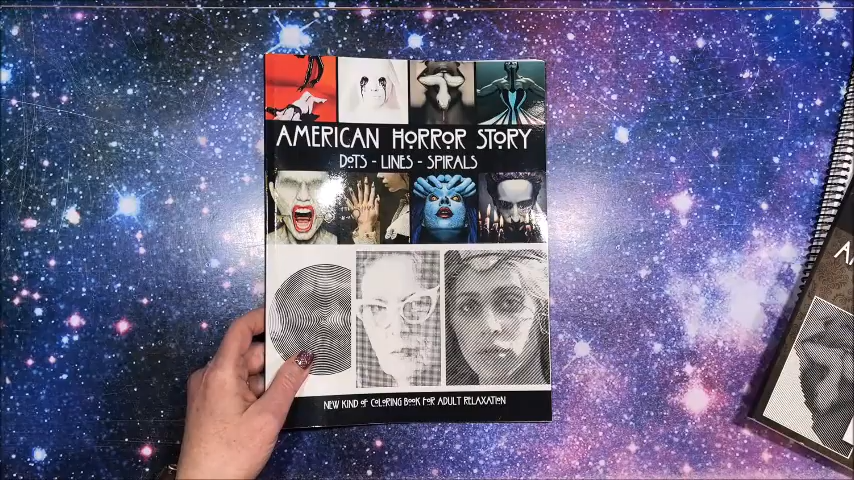 AMERICAN HORROR STORY
DOTS - LINES - SPIRALS
NEW KIND OF COLORING BOOK FOR ADULT RELAXATION
A